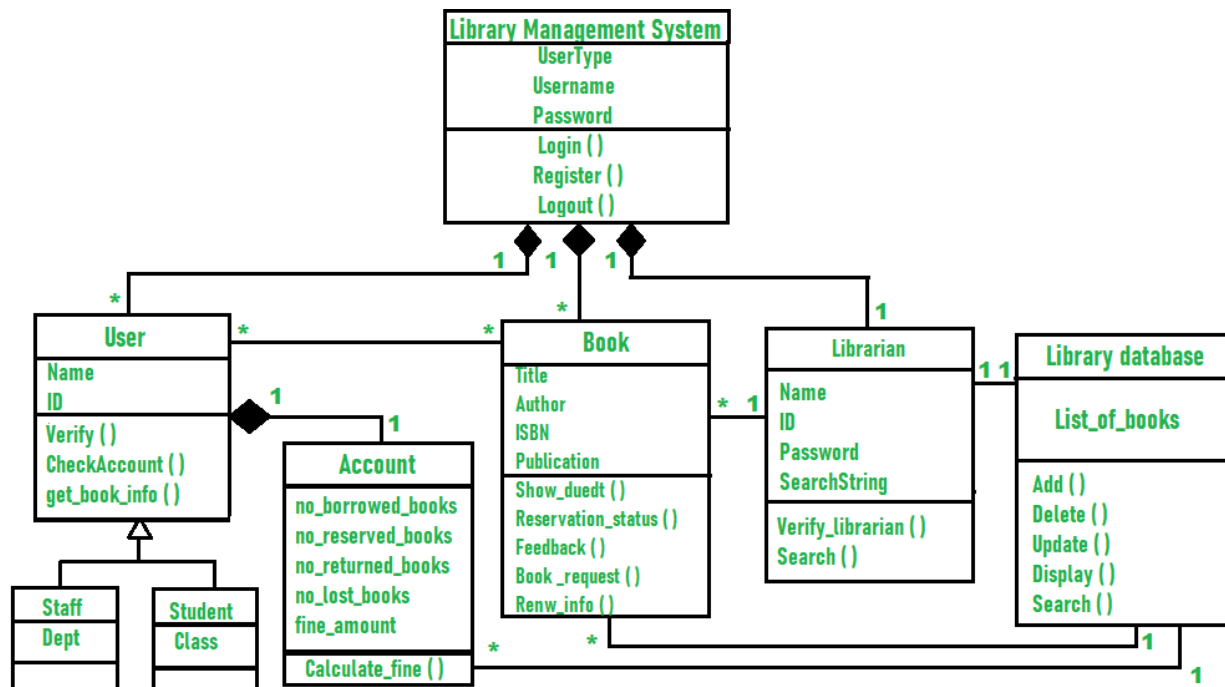 Library Management System
UserType
Username
Password
Login ( )
Register ( )
Logout ( )
1
1
1
*
*
1
User
Name
ID
Verify ( )
CheckAccount ( )
get_book_info ( )
*
*
1
1
Book
Title
Author
ISBN
Publication
Show_duedt ( )
Reservation_status ( )
Feedback ( )
Book _request ( )
Renw_info ( )
*
1
Librarian
Name
ID
Password
SearchString
Verify_librarian ( )
Search ( )
1 1
Library database
List_of_books
Add ( )
Delete ( )
Update ( )
Display ( )
Search ( )
Account
no_borrowed_books
no_reserved_books
no_returned_books
no_lost_books
fine_amount
Calculate_fine ( )
Staff
Dept
Student
Class
*
*
1
1